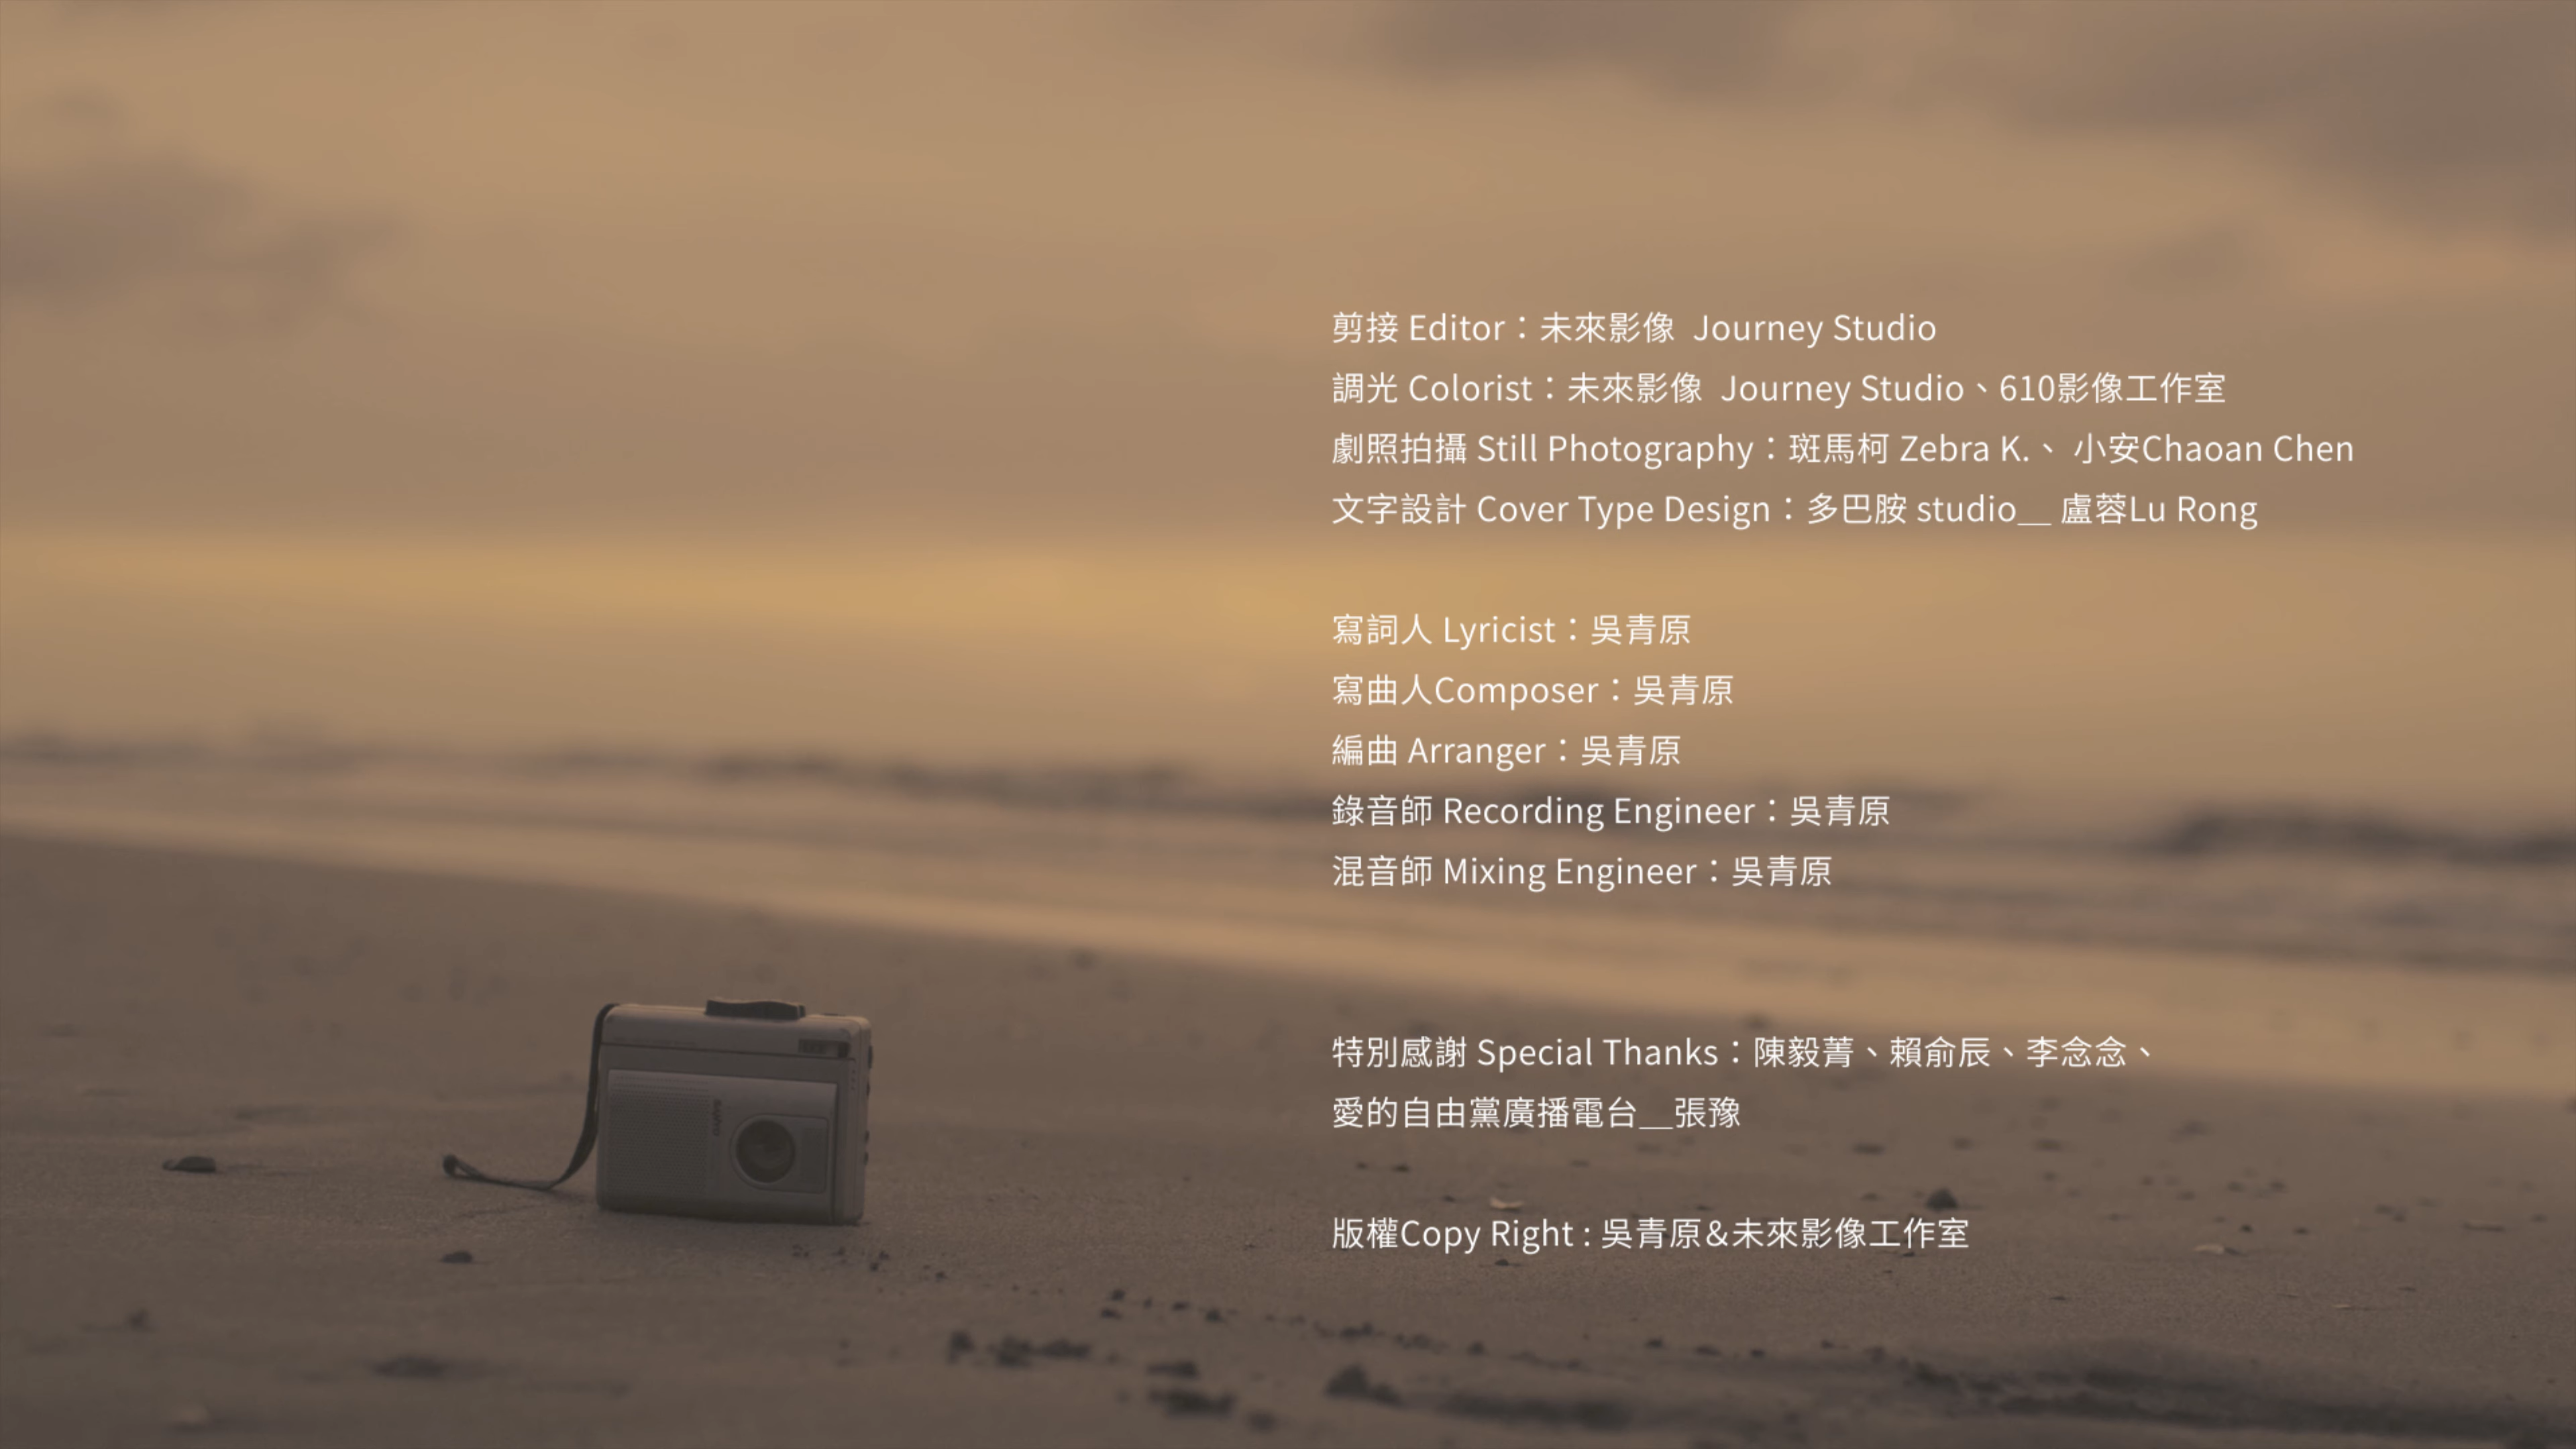 剪接 Editor：未來影像  Journey Studio
調光 Colorist：未來影像  Journey Studio、610影像工作室
劇照拍攝 Still Photography：斑馬柯 Zebra K.、 小安Chaoan Chen
文字設計 Cover Type Design：多巴胺 studio__ 盧蓉Lu Rong
寫詞人 Lyricist：吳青原
寫曲人Composer：吳青原
編曲 Arranger：吳青原
錄音師 Recording Engineer：吳青原
混音師 Mixing Engineer：吳青原
特別感謝 Special Thanks：陳毅菁、賴俞辰、李念念、
愛的自由黨廣播電台__張豫
版權Copy Right : 吳青原&未來影像工作室